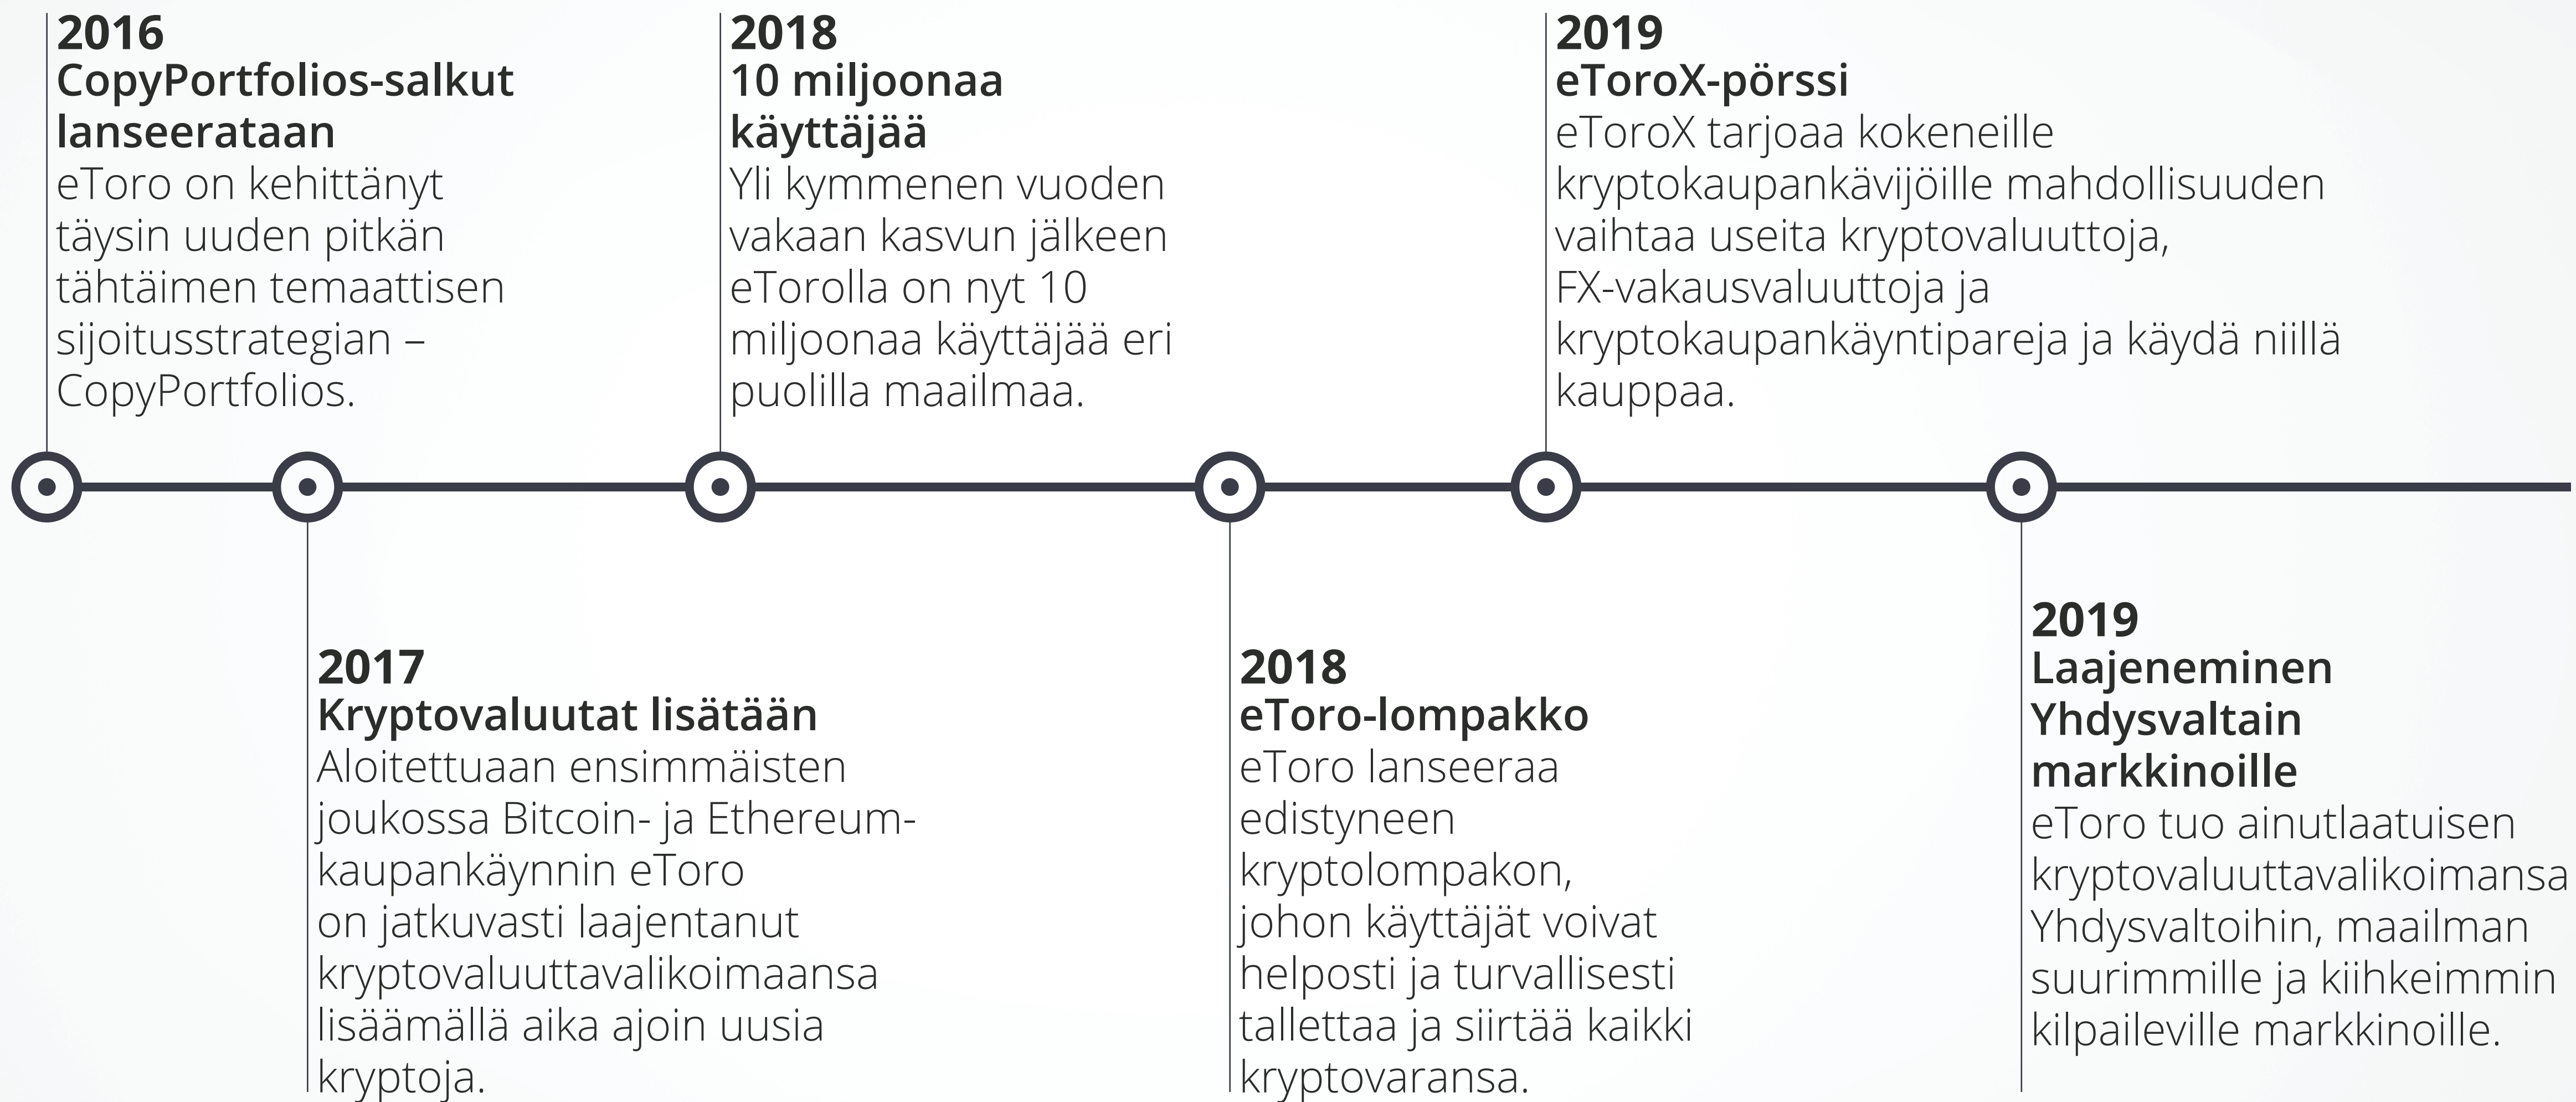 2016
CopyPortfolios-salkut
lanseerataan
eToro on kehittänyt
täysin uuden pitkän
tähtäimen temaattisen
sijoitusstrategian –
CopyPortfolios.
2017
Kryptovaluutat lisätään
Aloitettuaan ensimmäisten
joukossa Bitcoin- ja Ethereum-
kaupankäynnin eToro
on jatkuvasti laajentanut
kryptovaluuttavalikoimaansa
lisäämällä aika ajoin uusia
kryptoja.
2018
10 miljoonaa
käyttäjää
Yli kymmenen vuoden
vakaan kasvun jälkeen
eTorolla on nyt 10
miljoonaa käyttäjää eri
puolilla maailmaa.
2018
eToro-lompakko
eToro lanseeraa
edistyneen
kryptolompakon,
johon käyttäjät voivat
helposti ja turvallisesti
tallettaa ja siirtää kaikki
kryptovaransa.
2019
eToroX-pörssi
eToroX tarjoaa kokeneille
kryptokaupankävijöille mahdollisuuden
vaihtaa useita kryptovaluuttoja,
FX-vakausvaluuttoja ja
kryptokaupankäyntipareja ja käydä niillä
kauppaa.
2019
Laajeneminen
Yhdysvaltain
markkinoille
eToro tuo ainutlaatuisen
kryptovaluuttavalikoimansa
Yhdysvaltoihin, maailman
suurimmille ja kiihkeimmin
kilpaileville markkinoille.